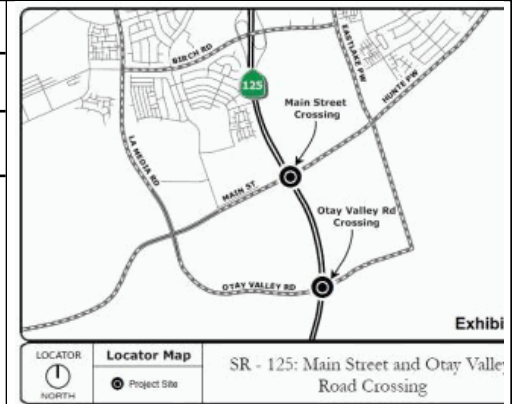 BIRCH RD
EASTLAKE PW
HUNTE PW
125
Main Street
Crossing
LA MEDIA RD
MAIN ST
Otay Valley Rd
Crossing
OTAY VALLEY RD
Exhibi
LOCATOR
NORTH
Locator Map
Project Site
SR - 125: Main Street and Otay Valley
Road Crossing